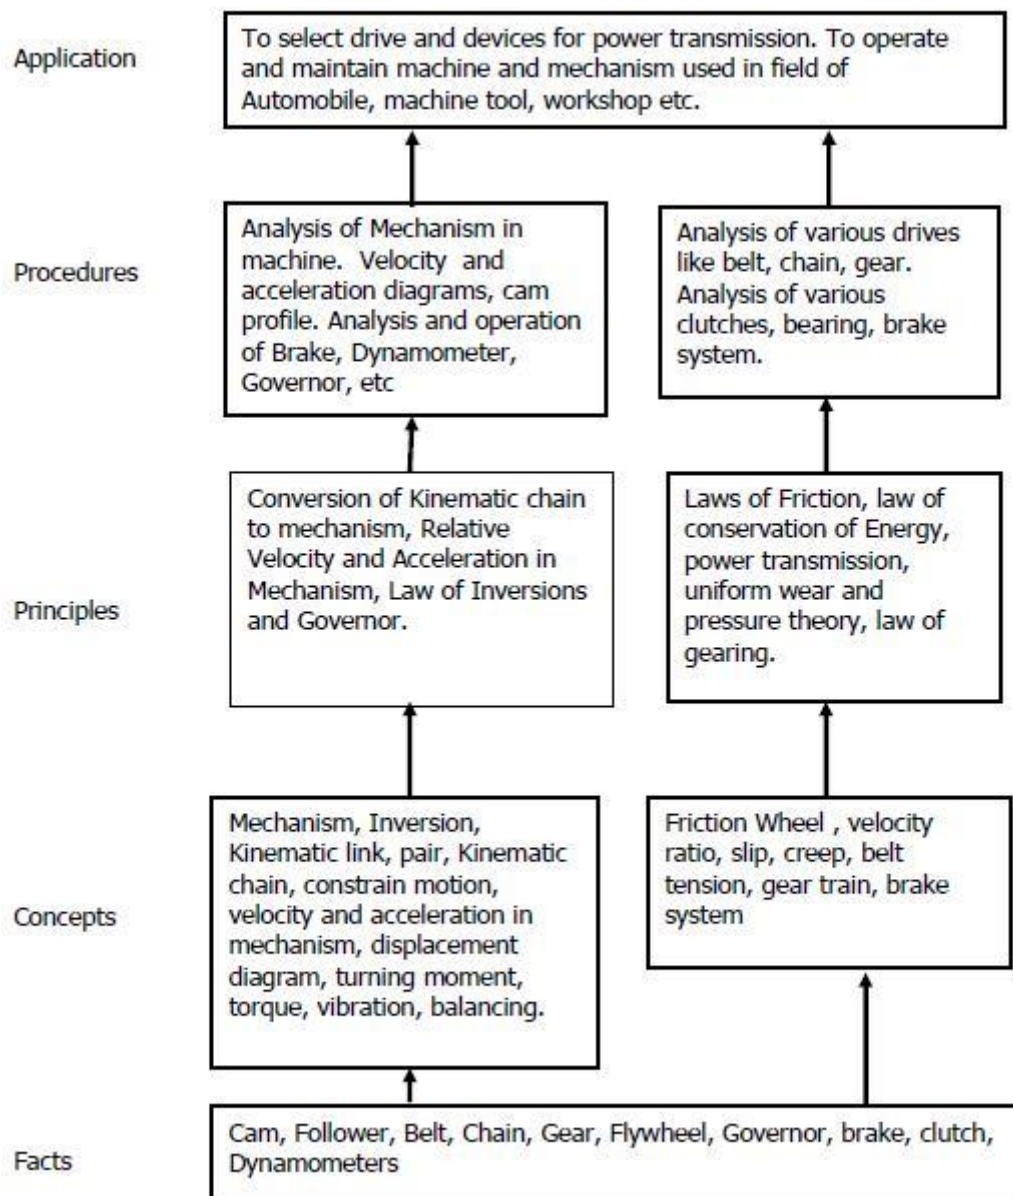 Application
To select drive and devices for power transmission. To operate
and maintain machine and mechanism used in field of
Automobile, machine tool, workshop etc.
Procedures
Analysis of Mechanism in
machine. Velocity and
acceleration diagrams, cam
profile. Analysis and operation
of Brake, Dynamometer,
Governor, etc
Analysis of various drives
like belt, chain, gear.
Analysis of various
clutches, bearing, brake
system.
Principles
Conversion of Kinematic chain
to mechanism, Relative
Velocity and Acceleration in
Mechanism, Law of Inversions
and Governor.
Laws of Friction, law of
conservation of Energy,
power transmission,
uniform wear and
pressure theory, law of
gearing.
Concepts
Mechanism, Inversion,
Kinematic link, pair, Kinematic
chain, constrain motion,
velocity and acceleration in
mechanism, displacement
diagram, turning moment,
torque, vibration, balancing.
Friction Wheel , velocity
ratio, slip, creep, belt
tension, gear train, brake
system
Facts
Cam, Follower, Belt, Chain, Gear, Flywheel, Governor, brake, clutch,
Dynamometers